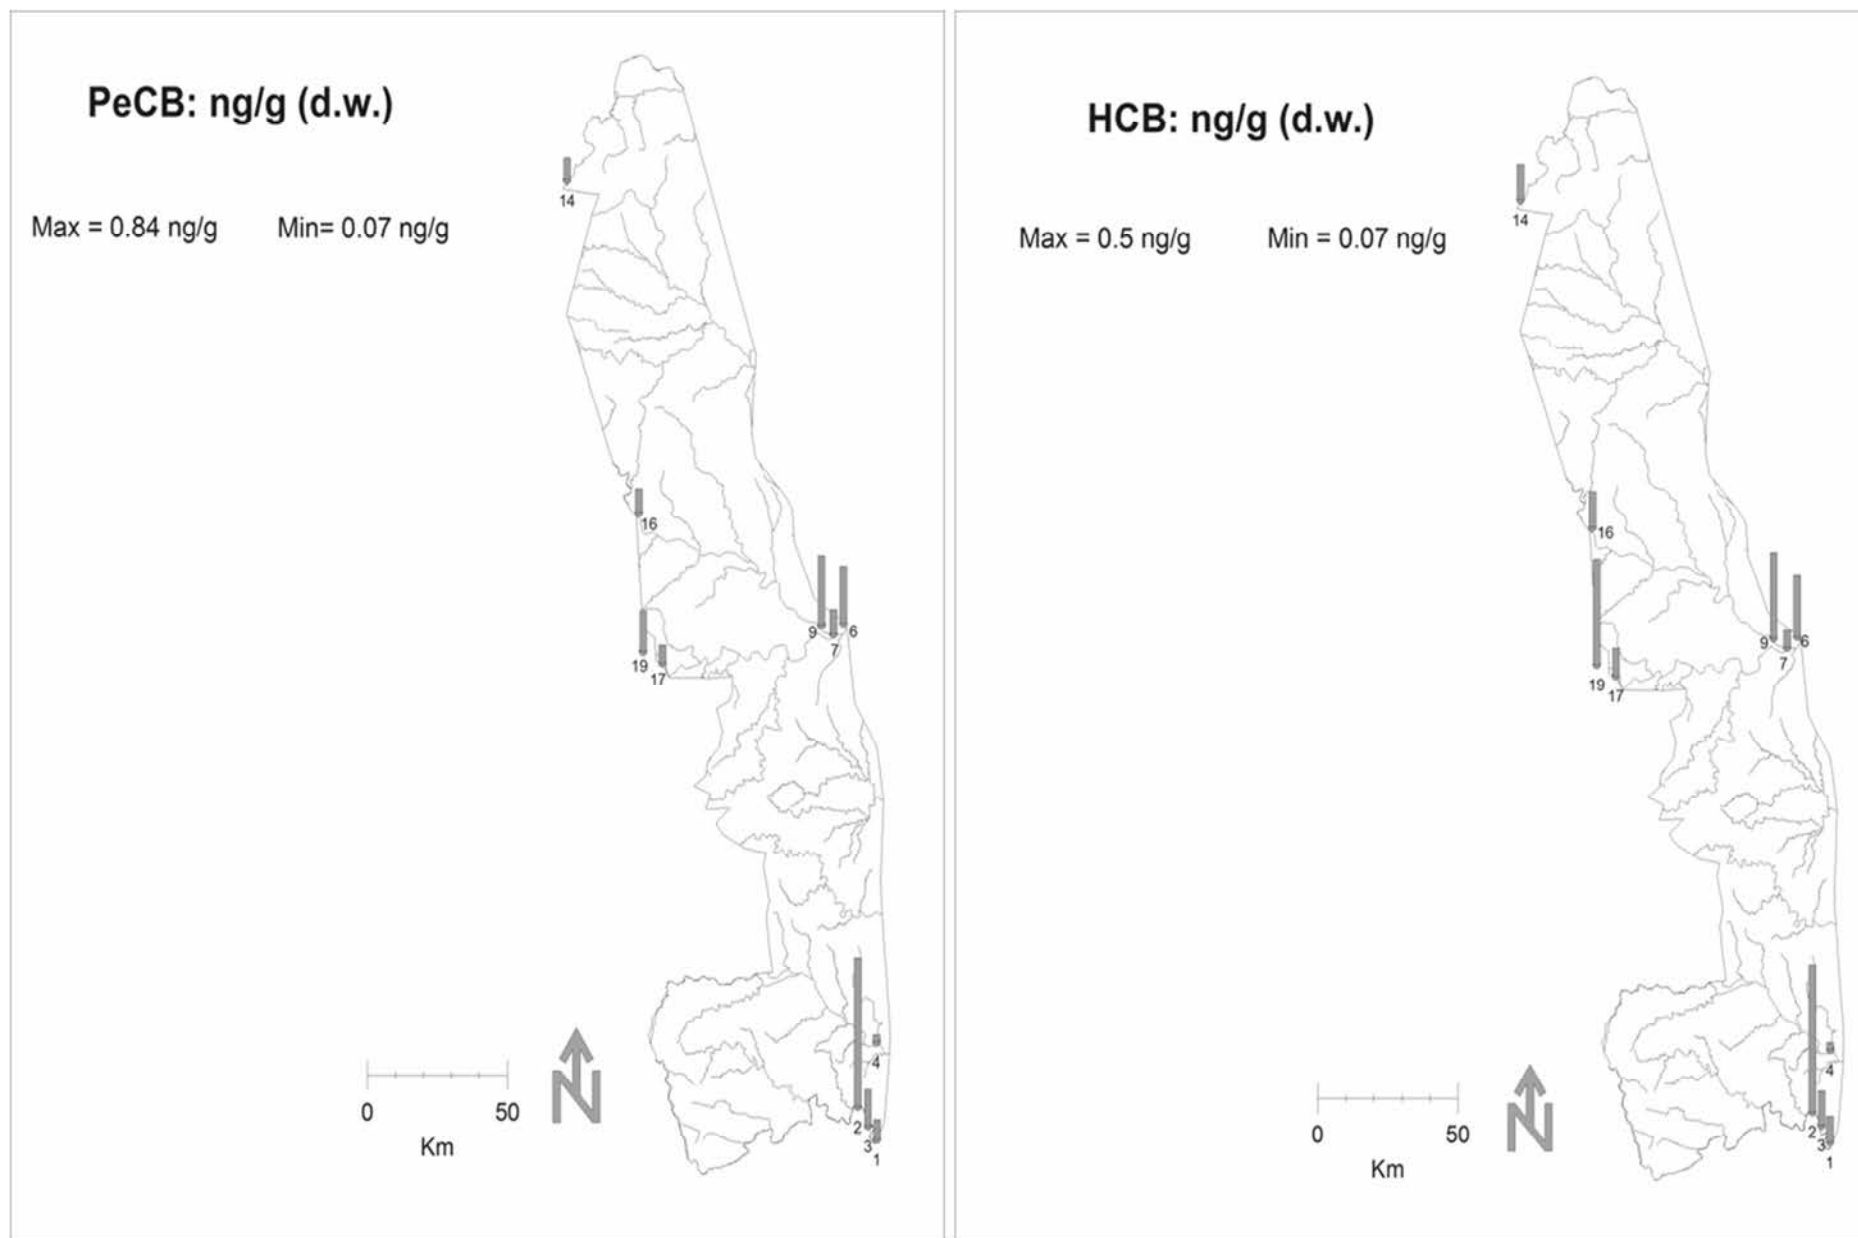 PeCB: ng/g (d.w.)
Max = 0.84 ng/g Min= 0.07 ng/g
14
16
9 7 6
19 17
4
2
3
1
0 50
Km
N
HCB: ng/g (d.w.)
Max = 0.5 ng/g Min = 0.07 ng/g
14
16
9 7 6
19 17
4
2
3
1
0 50
Km
N